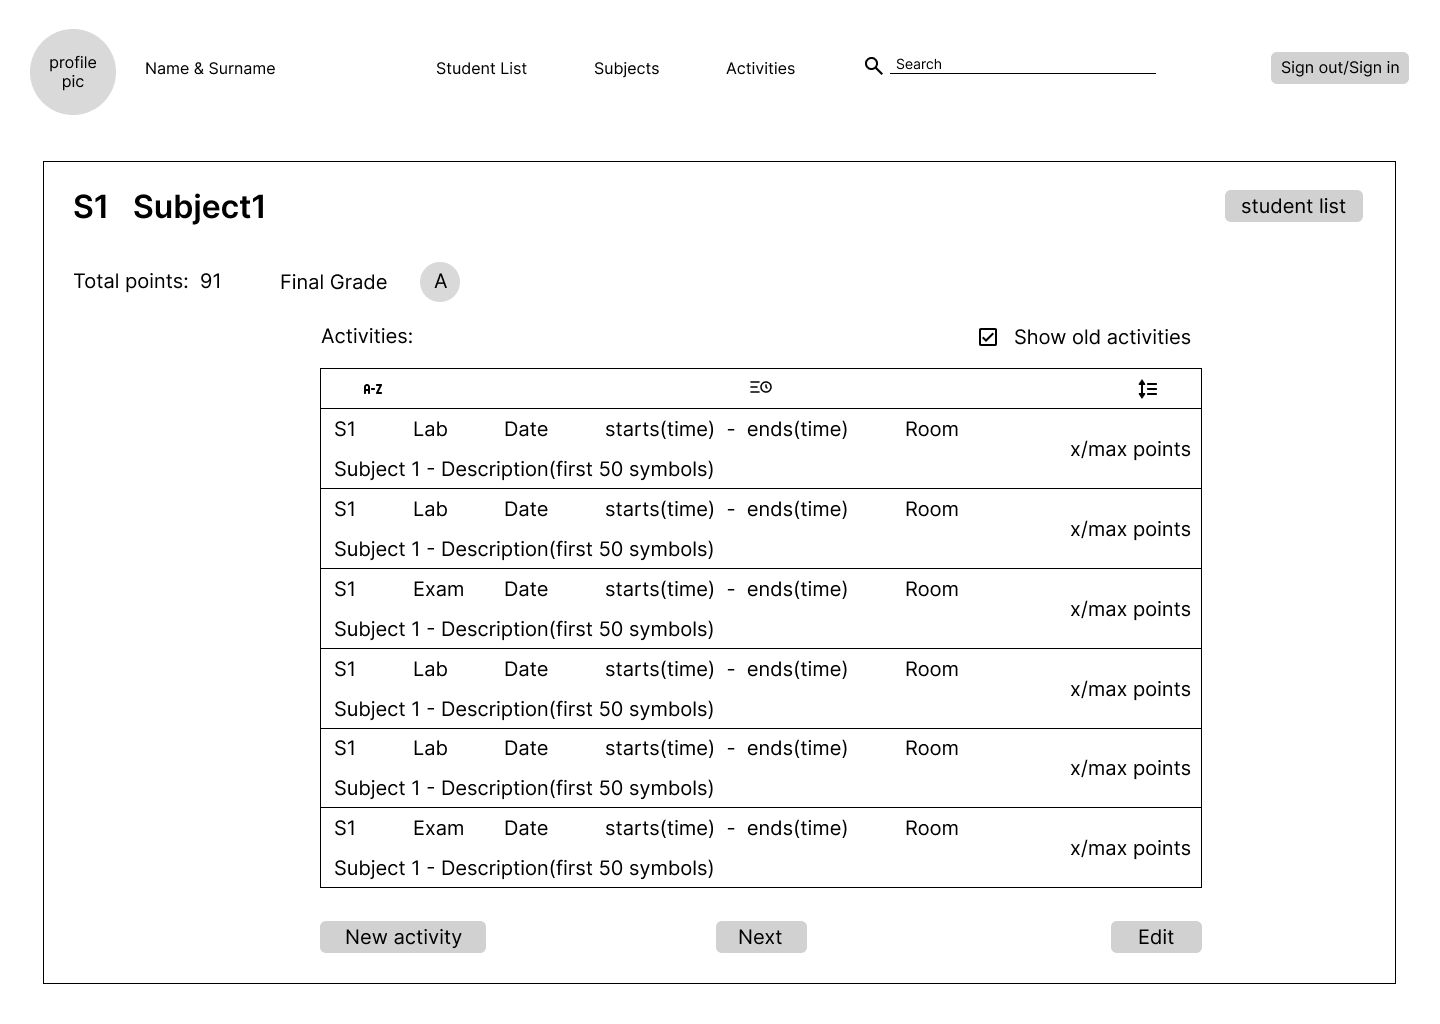 profile
pic
Name & Surname
Student List
Subjects
Activities
Search
Sign out/Sign in
S1 Subject1
student list
Total points: 91
Final Grade
A
Activities:
Show old activities
A-Z
S1 Lab Date starts(time) - ends(time) Room
x/max points
Subject 1 - Description(first 50 symbols)
S1 Lab Date starts(time) - ends(time) Room
x/max points
Subject 1 - Description(first 50 symbols)
S1 Exam Date starts(time) - ends(time) Room
x/max points
Subject 1 - Description(first 50 symbols)
S1 Lab Date starts(time) - ends(time) Room
x/max points
Subject 1 - Description(first 50 symbols)
S1 Lab Date starts(time) - ends(time) Room
x/max points
Subject 1 - Description(first 50 symbols)
S1 Exam Date starts(time) - ends(time) Room
x/max points
Subject 1 - Description(first 50 symbols)
New activity
Next
Edit